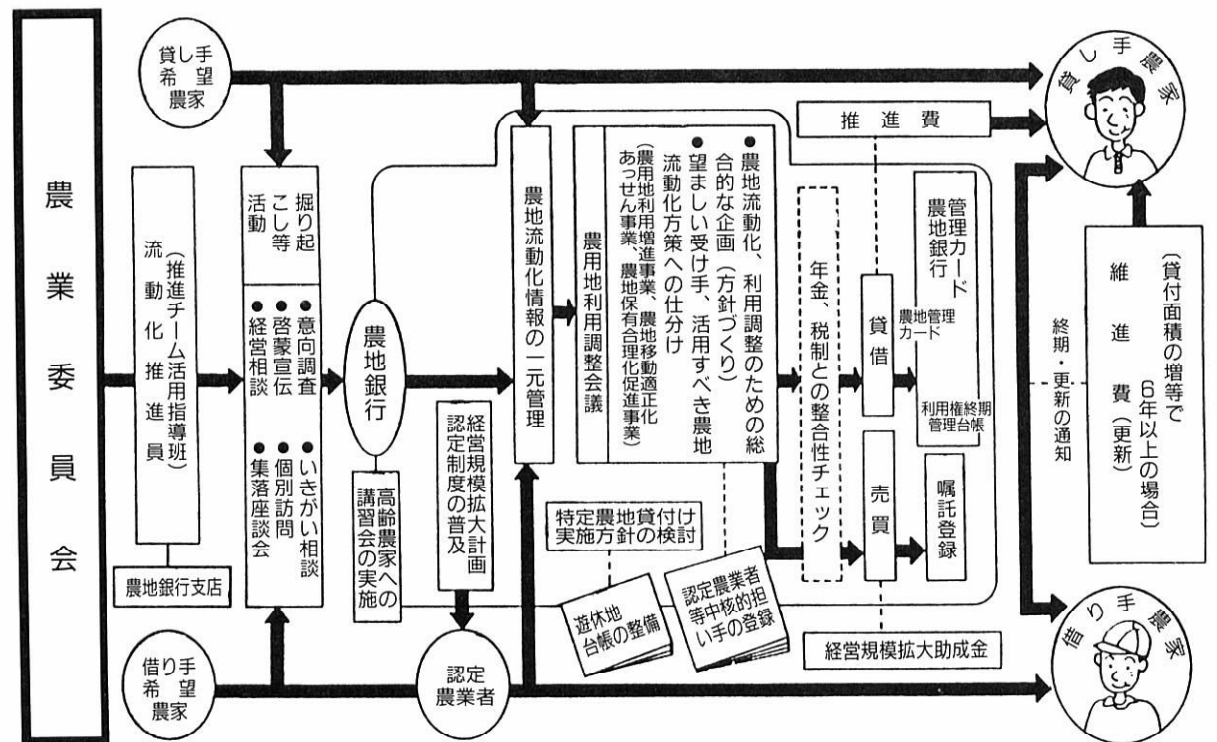 農業委員会
貸し手
希望
農家
流動化推進員
（推進チーム活用指導班）
農地銀行支店
借り手
希望
農家
掘り起
こし等
活動
●意向調査
●啓蒙宣伝
●経営相談
●いきがい相談
●個別訪問
●集落座談会
農地銀行
高齢農家への
講習会の実施
経営規模拡大計画
認定制度の普及
認定
農業者
農地流動化情報の一元管理
農用地利用調整会議
●農地流動化、利用調整のための総
合的な企画（方針づくり）
●望ましい受け手、活用すべき農地
流動化方策への仕分け
（農用地利用増進事業、農地移動適正化
あっせん事業、農地保有合理化促進事業）
特定農地貸付け
実施方針の検討
遊休地
台帳の整備
認定農業者
等中核的担
い手の登録
年金、税制との整合性チェック
推進費
貸借
売買
農地銀行
管理カード
農地管理
カード
利用権終期
管理台帳
嘱託登録
経営規模拡大助成金
貸し手農家
終期・更新の通知
維進費（更新）
〔貸付面積の増等で
6年以上の場合〕
借り手農家